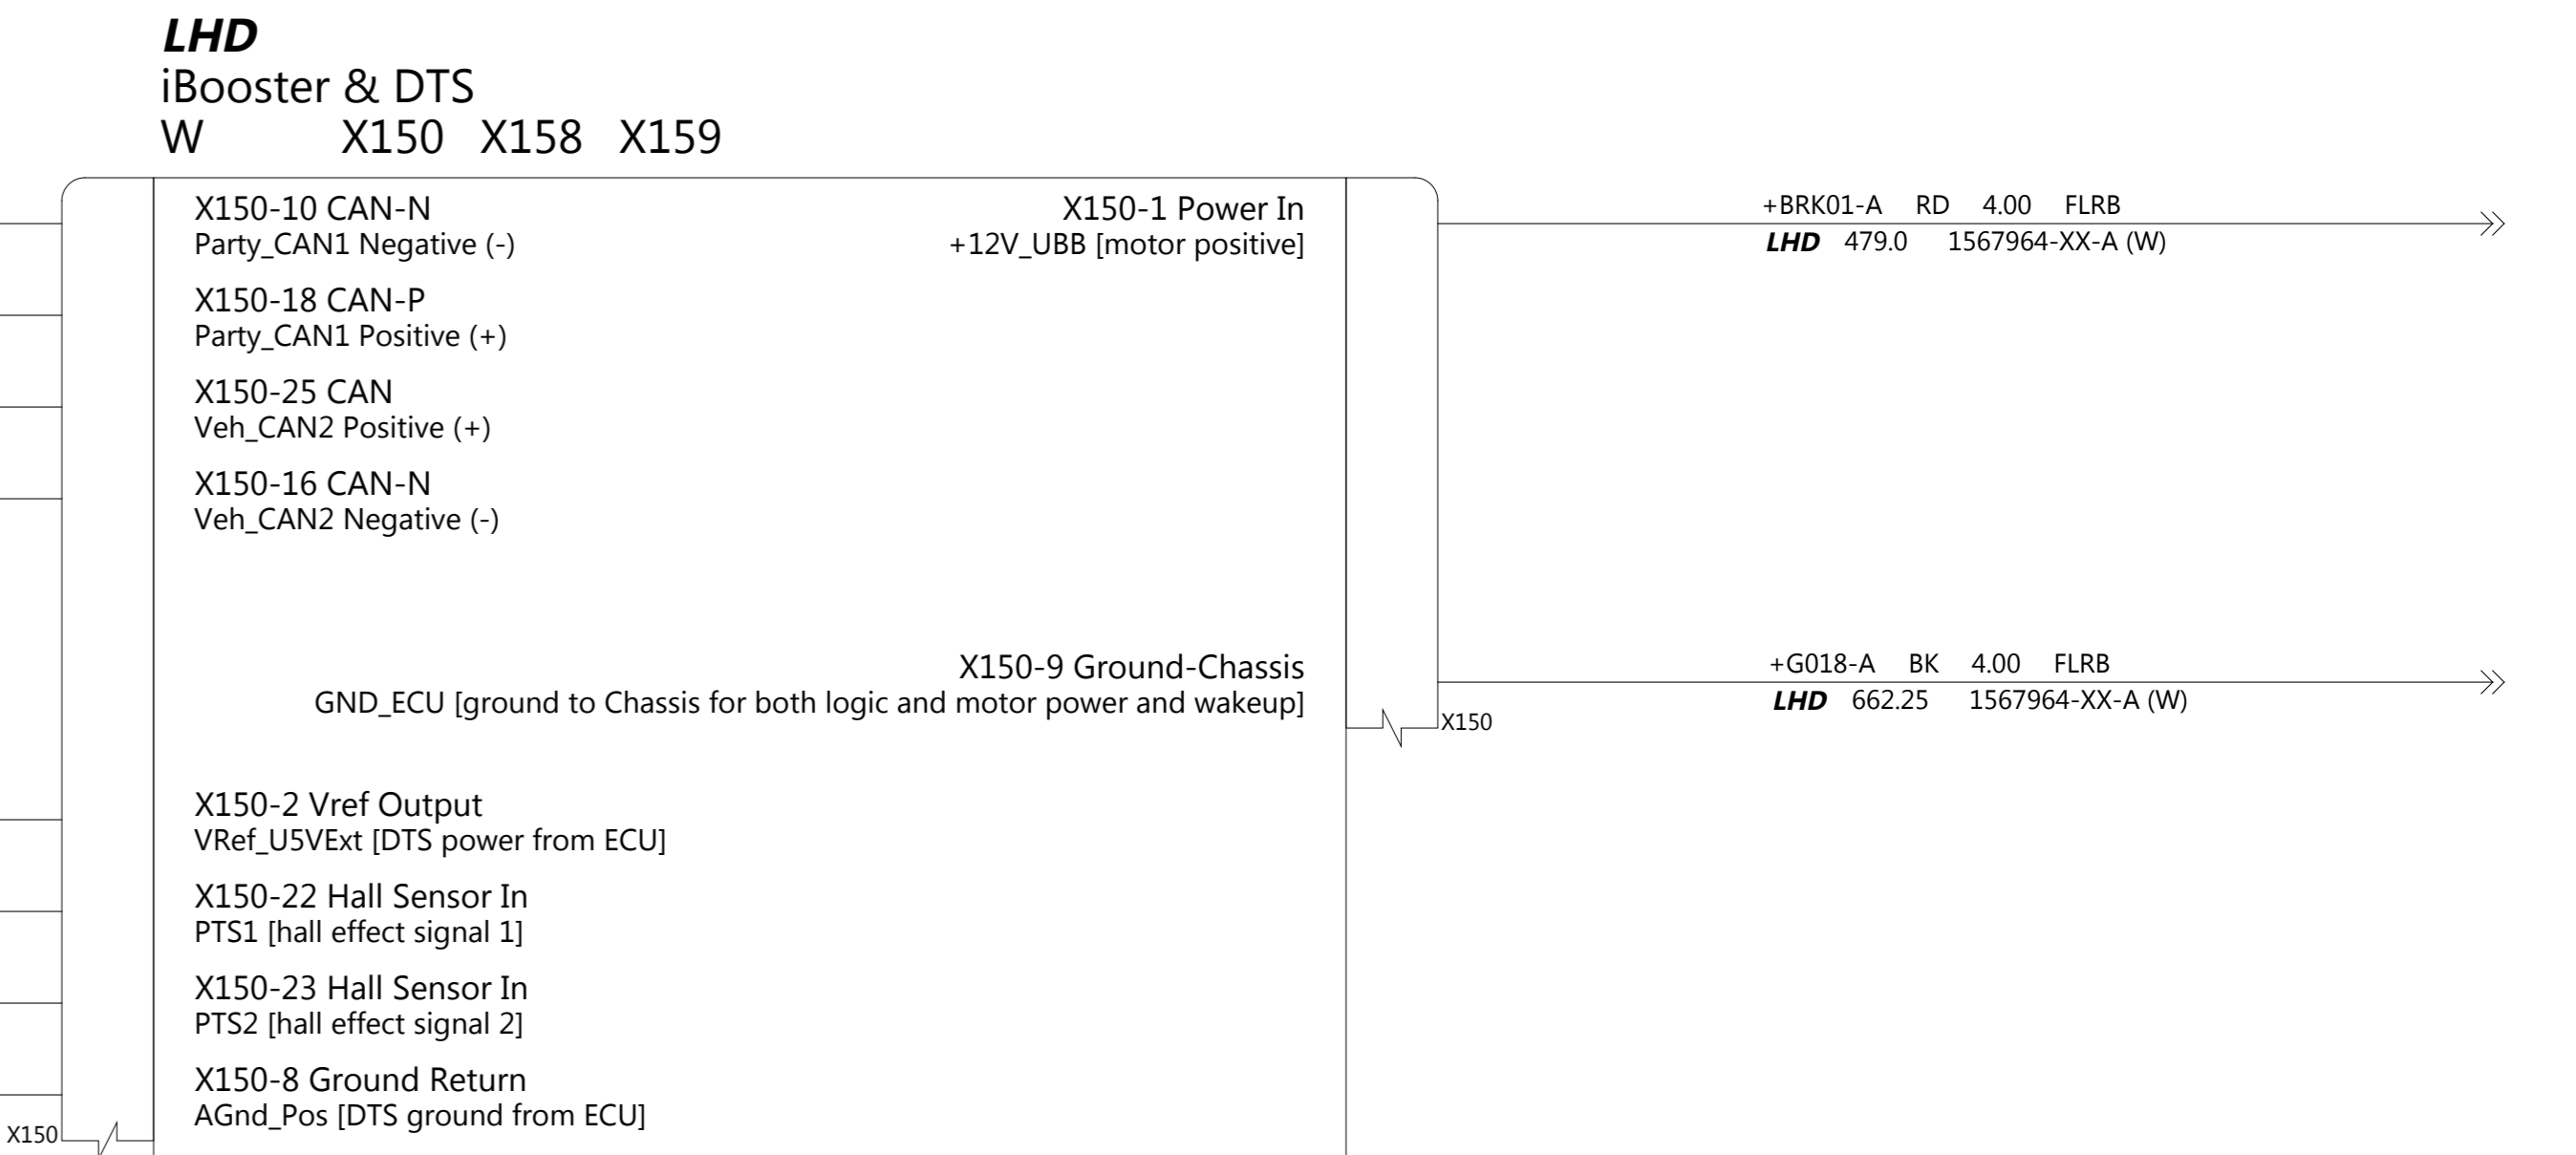 LHD
iBooster & DTS
W X150 X158 X159
X150-10 CAN-N
Party_CAN1 Negative (-)
X150-18 CAN-P
Party_CAN1 Positive (+)
X150-25 CAN
Veh_CAN2 Positive (+)
X150-16 CAN-N
Veh_CAN2 Negative (-)
X150-1 Power In
+12V_UBB [motor positive]
+BRK01-A RD 4.00 FLRB
LHD 479.0 1567964-XX-A (W)
X150-9 Ground-Chassis
GND_ECU [ground to Chassis for both logic and motor power and wakeup]
+G018-A BK 4.00 FLRB
LHD 662.25 1567964-XX-A (W)
X150
X150-2 Vref Output
VRef_U5VExt [DTS power from ECU]
X150-22 Hall Sensor In
PTS1 [hall effect signal 1]
X150-23 Hall Sensor In
PTS2 [hall effect signal 2]
X150-8 Ground Return
AGnd_Pos [DTS ground from ECU]
X150